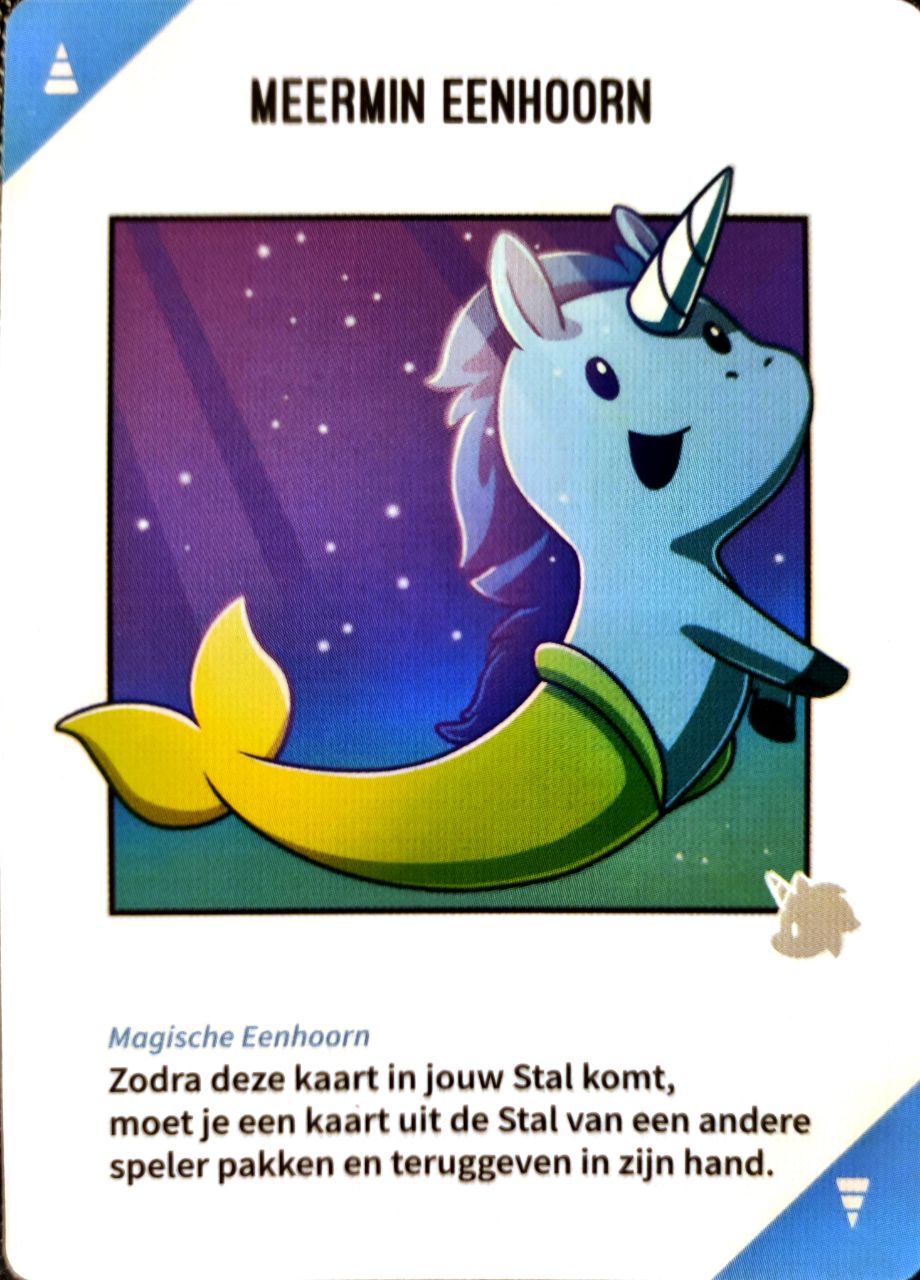 MEERMIN EENHOORN
Magische Eenhoorn
Zodra deze kaart in jouw Stal komt,
moet je een kaart uit de Stal van een andere
speler pakken en teruggeven in zijn hand.